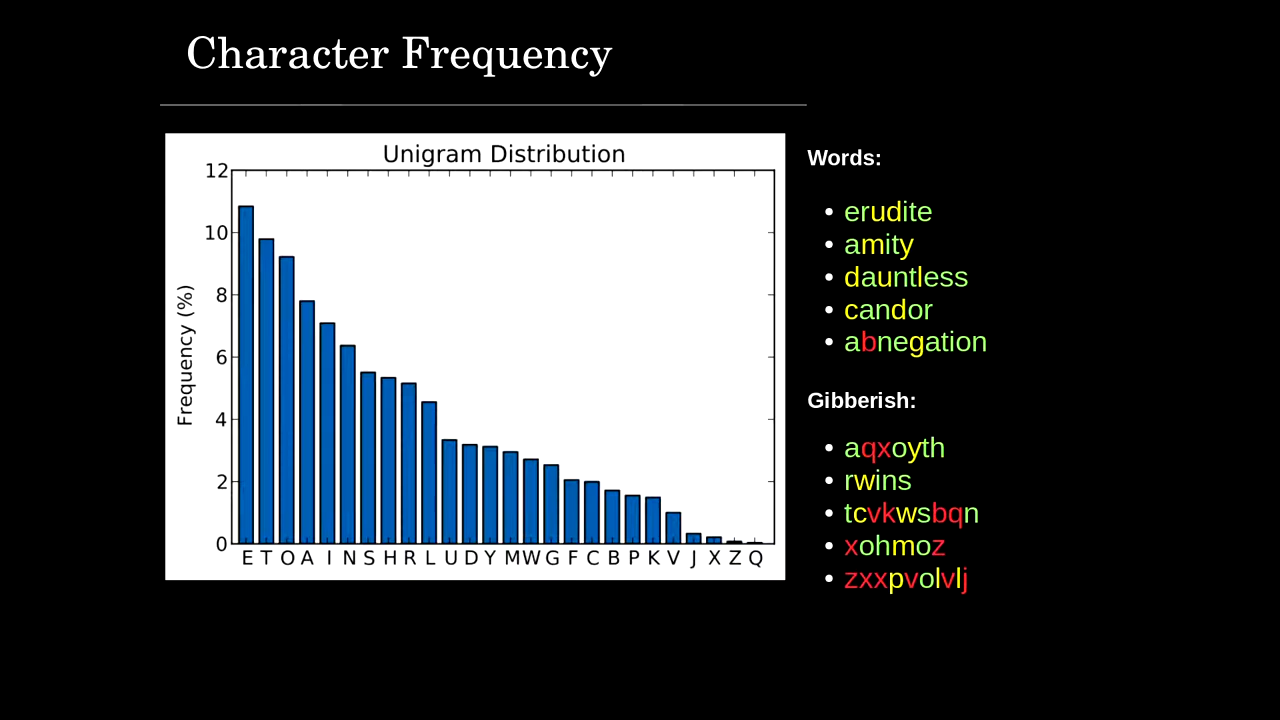 Character Frequency
Unigram Distribution
12
10
8
6
4
2
0
Frequency (%)
E T O A I N S H R L U D Y M W G F C B P K V J X Z Q
Words:
• erudite
• amity
• dauntless
• candor
• abnegation
Gibberish:
• aqxoyth
• rwins
• tcvkwsbqn
• xohmoz
• zxxpvolvlj